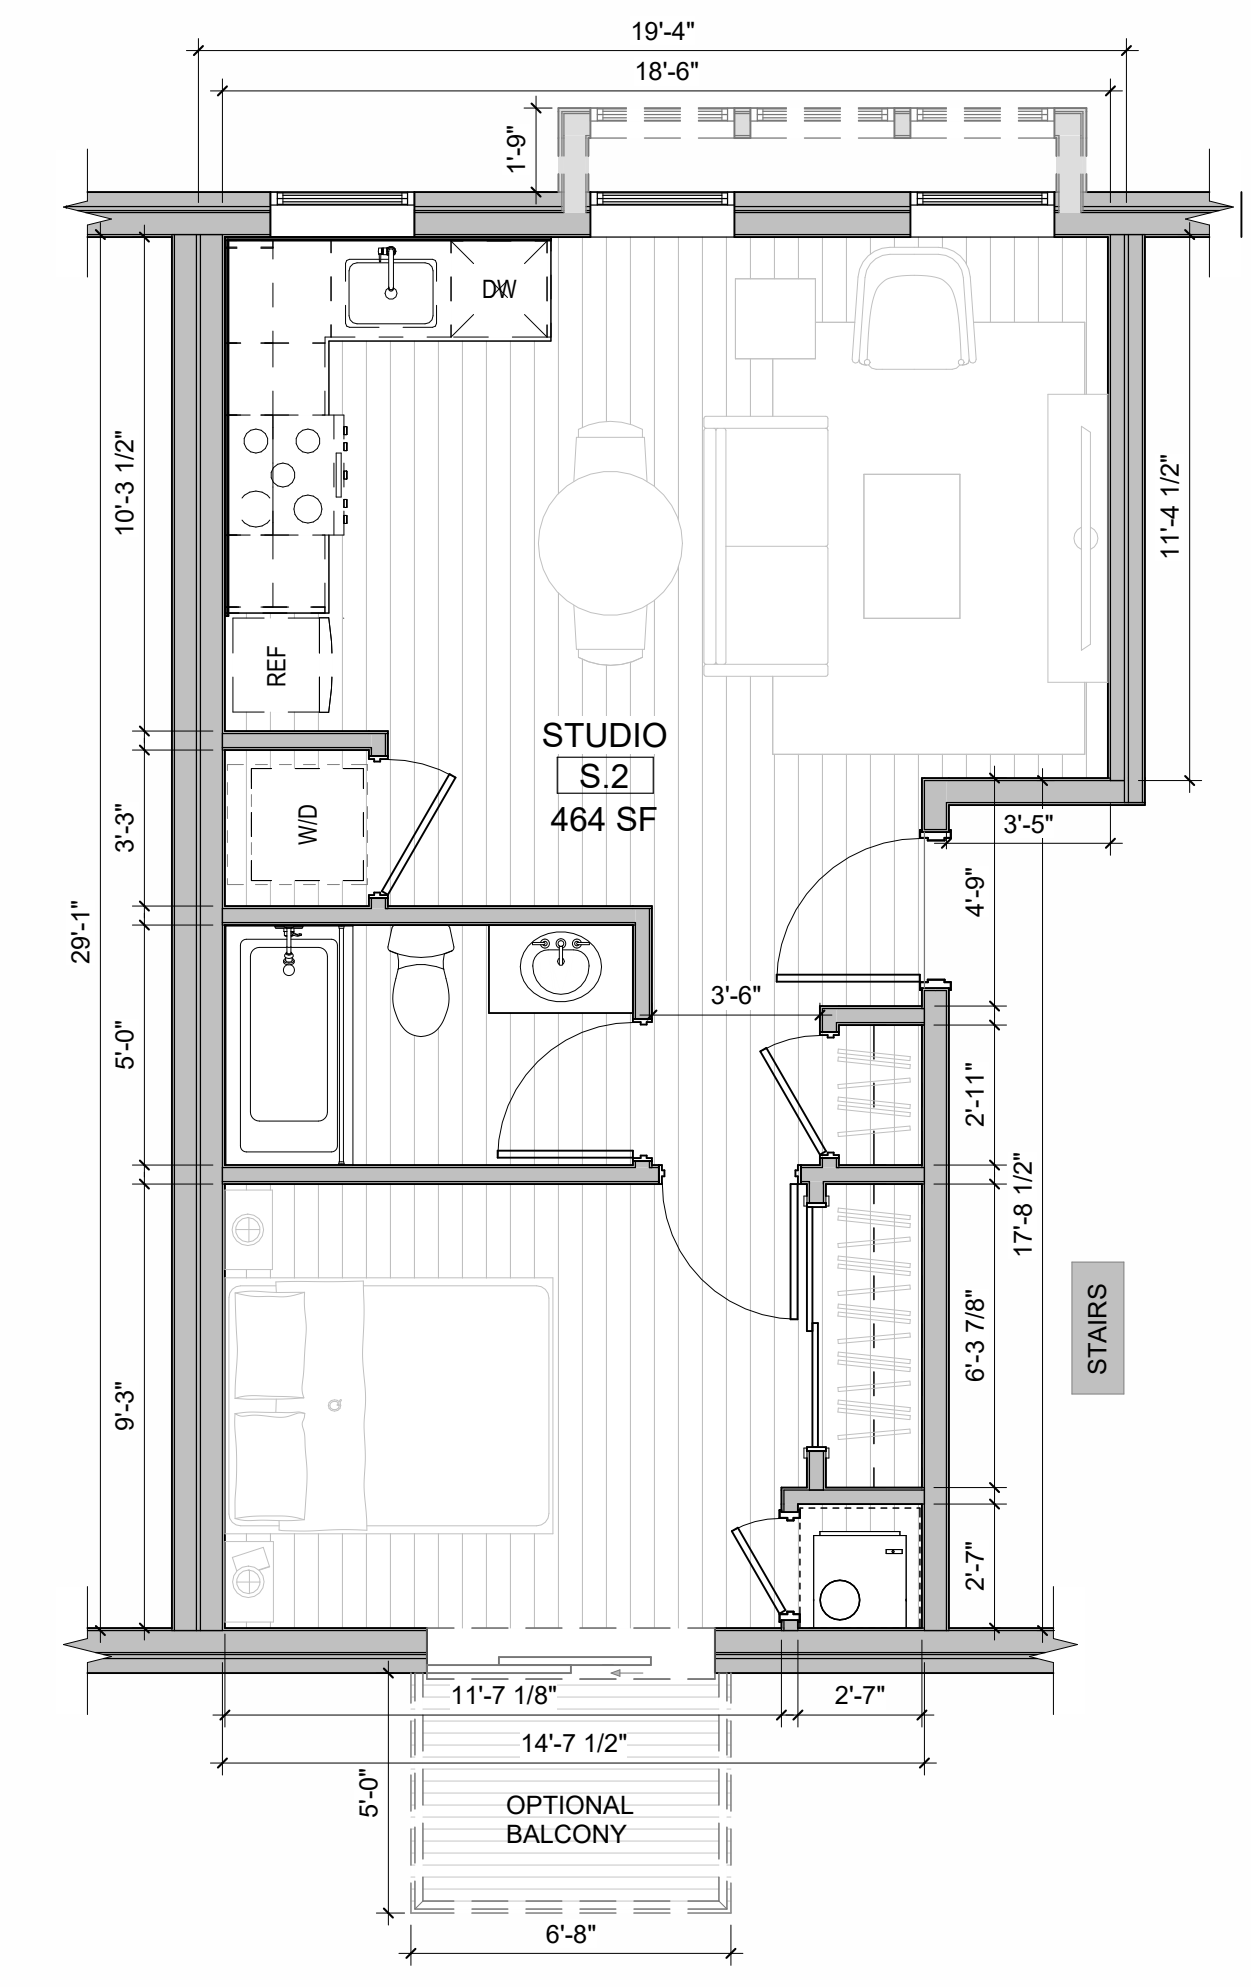 19'-4"
18'-6"
1'-9"
DW
10'-3 1/2"
11'-4 1/2"
REF
STUDIO
S.2
464 SF
W/D
3'-3"
3'-5"
4'-9"
29'-1"
3'-6"
5'-0"
2'-11"
17'-8 1/2"
STAIRS
6'-3 7/8"
9'-3"
Q
2'-7"
11'-7 1/8"
2'-7"
14'-7 1/2"
5'-0"
OPTIONAL
BALCONY
6'-8"